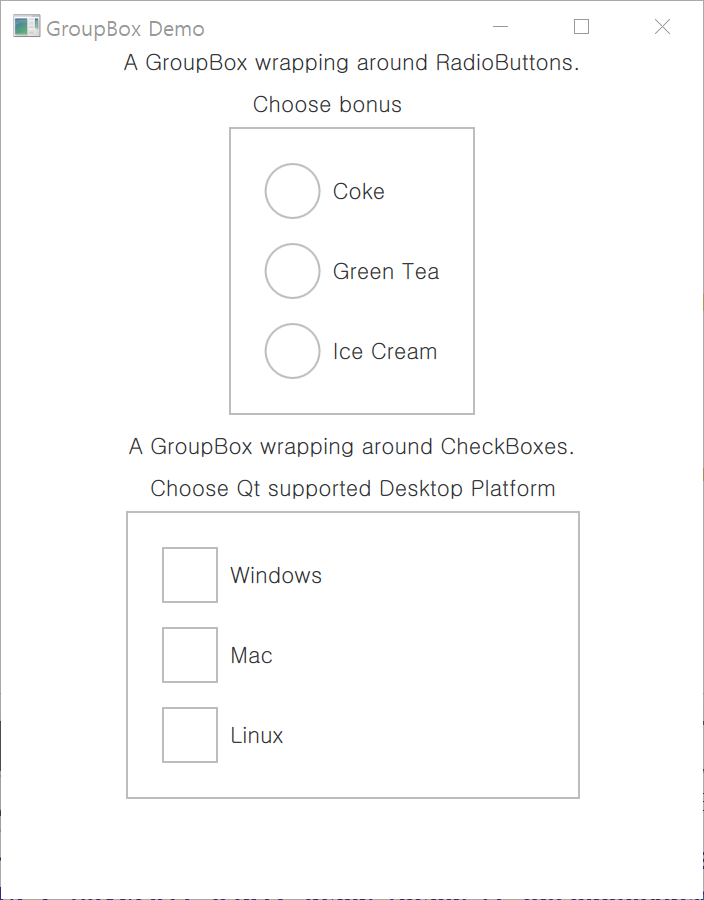 GroupBox Demo
A GroupBox wrapping around RadioButtons.
Choose bonus
Coke
Green Tea
Ice Cream
A GroupBox wrapping around CheckBoxes.
Choose Qt supported Desktop Platform
Windows
Mac
Linux